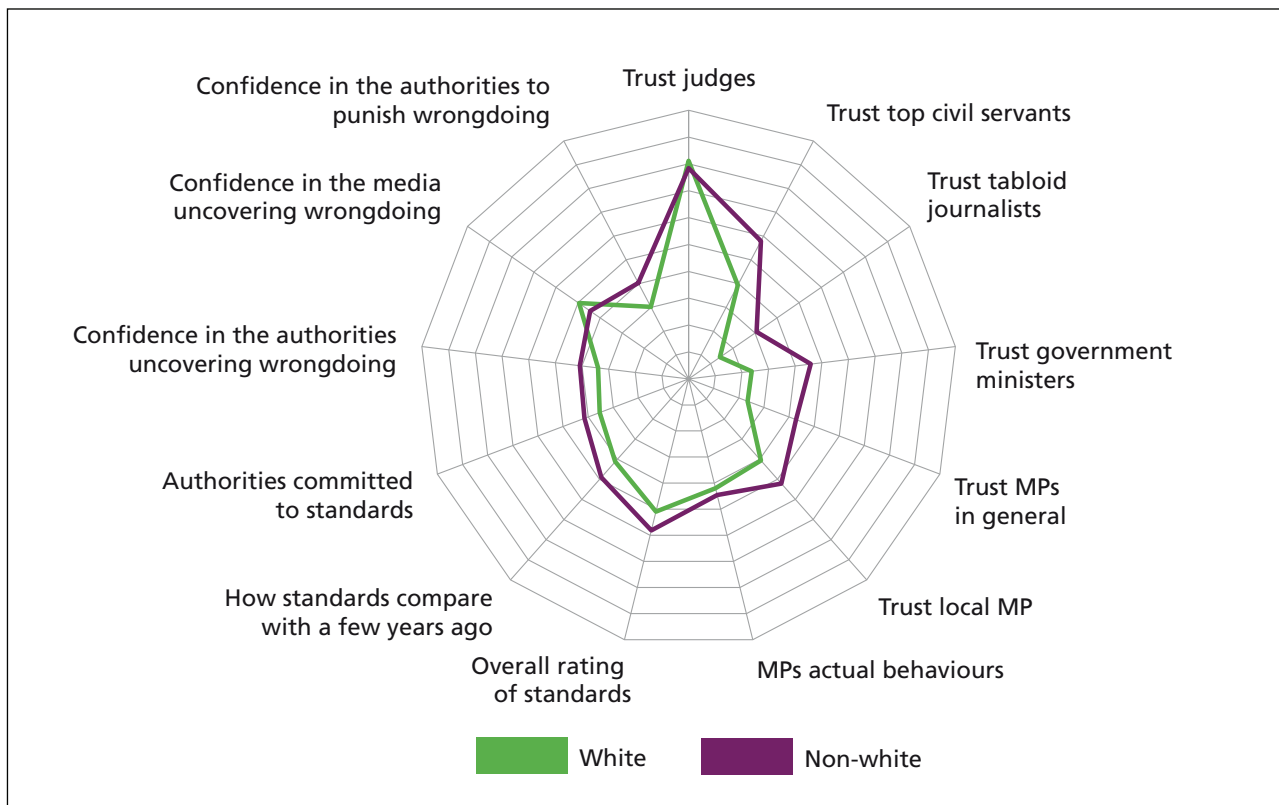 Trust judges
Trust top civil servants
Trust tabloid
journalists
Trust government
ministers
Trust MPs
in general
Trust local MP
MPs actual behaviours
Overall rating
of standards
How standards compare
with a few years ago
Authorities committed
to standards
Confidence in the authorities
uncovering wrongdoing
Confidence in the media
uncovering wrongdoing
Confidence in the authorities to
punish wrongdoing
White
Non-white